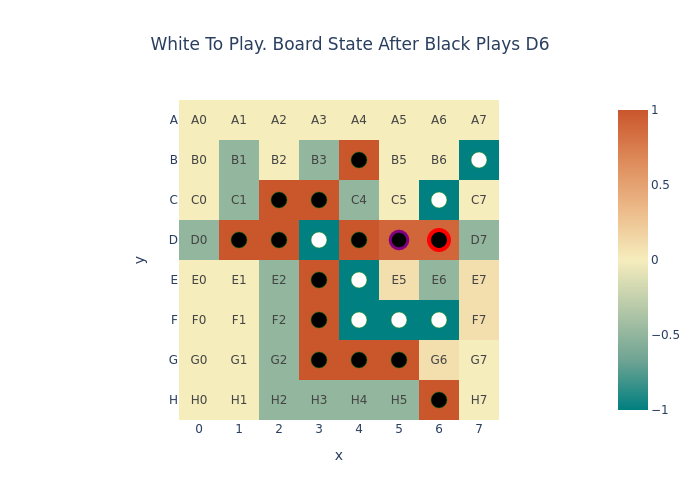 White To Play. Board State After Black Plays D6
A A0 A1 A2 A3 A4 A5 A6 A7
B B0 B1 B2 B3 B5 B6
C C0 C1 C4 C5 C7
D D0 D7
E E0 E1 E2 E5 E6 E7
F F0 F1 F2 F7
G G0 G1 G2 G6 G7
H H0 H1 H2 H3 H4 H5 H7
0 1 2 3 4 5 6 7
x
y
1
0.5
0
−0.5
−1